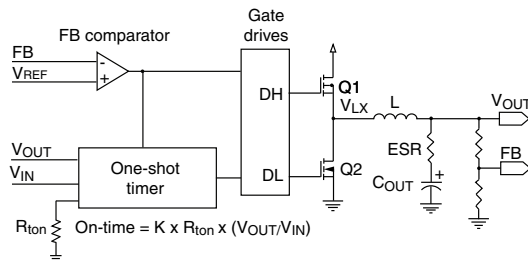 Gate
drives
FB comparator
FB
VREF
-
+
DH
Q1
VLX
L
VOUT
FB
ESR
COUT
+
DL
Q2
VOUT
VIN
One-shot
timer
Rton
On-time = K x Rton x (VOUT/VIN)